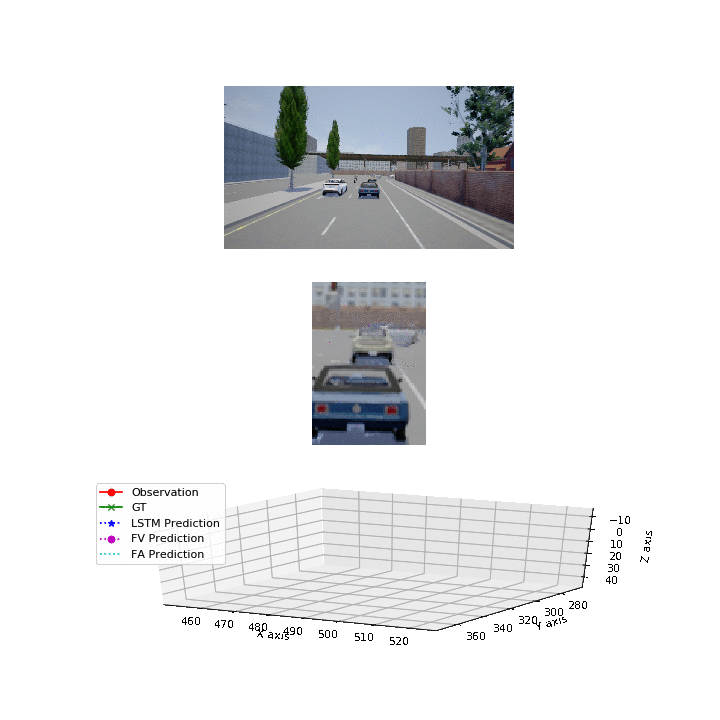 Observation
GT
LSTM Prediction
FV Prediction
FA Prediction
−10
0
10
20
30
40
Z axis
460
470
480
490
500
510
520
X axis
360
340
320
300
280
Y axis